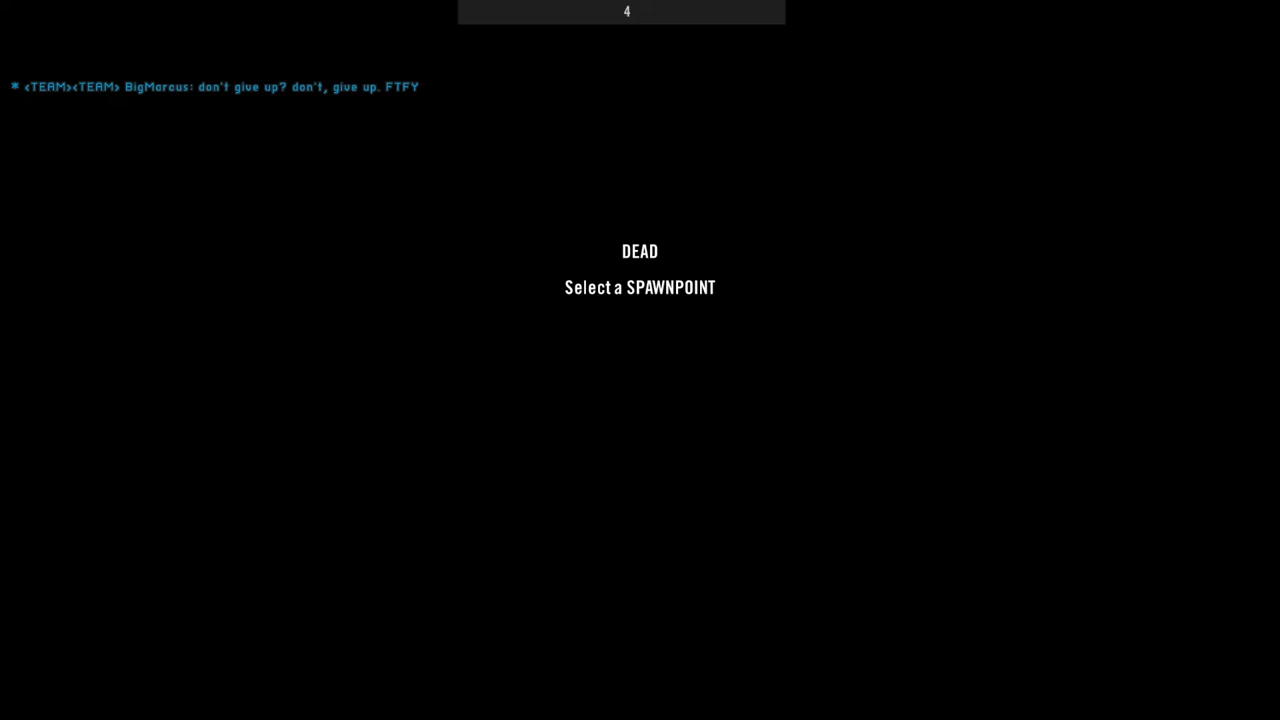 4
* <TEAM><TEAM> BigMarcus: don't give up? don't, give up. FTFY
DEAD
Select a SPAWNPOINT